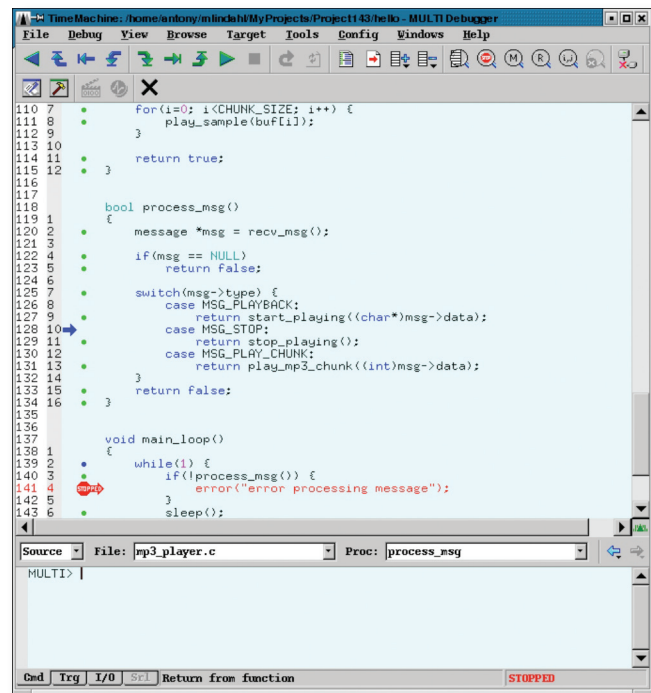 TimeMachine: /home/antony/mlindahl/MyProjects/Project143/hello - MULTI Debugger
File Debug View Browse Target Tools Config Windows Help
110 7 for(i=0; i<CHUNK_SIZE; i++) {
111 8 play_sample(buf[i]);
112 9 }
113 10
114 11 return true;
115 12 }
116
117
118 bool process_msg()
119 1 {
120 2 message *msg = recv_msg();
121 3
122 4 if(msg == NULL)
123 5 return false;
124 6
125 7 switch(msg->type) {
126 8 case MSG_PLAYBACK:
127 9 return start_playing((char*)msg->data);
128 10 case MSG_STOP:
129 11 return stop_playing();
130 12 case MSG_PLAY_CHUNK:
131 13 return play_mp3_chunk((int)msg->data);
132 14 }
133 15 return false;
134 16 }
135
136
137 void main_loop()
138 1 {
139 2 while(1) {
140 3 if(!process_msg()) {
141 4 STOPPED error("error processing message");
142 5 }
143 6 sleep();
Source File: mp3_player.c Proc: process_msg
MULTI>
Cmd Trg I/O Srl Return from function STOPPED